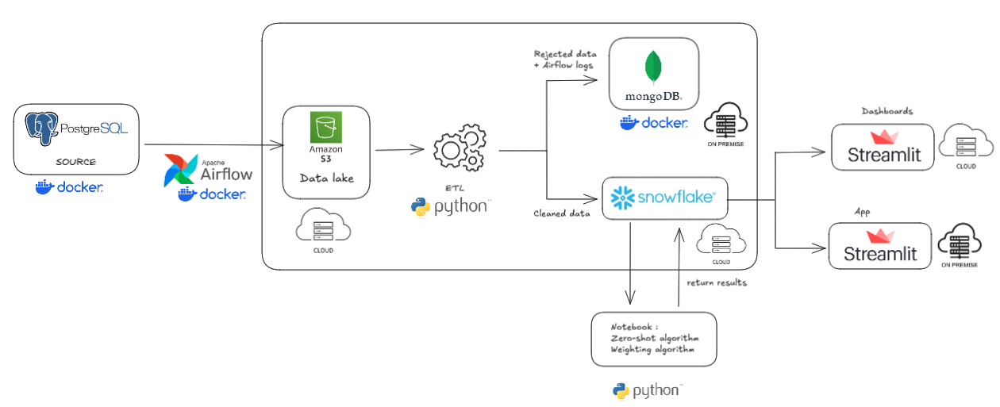 PostgreSQL
SOURCE
docker
Apache
Airflow
docker
Amazon
S3
Data lake
CLOUD
ETL
python™
Rejected data
+ Airflow logs
mongoDB®
docker
ON PREMISE
Cleaned data
snowflake®
CLOUD
return results
Notebook :
Zero-shot algorithm
Weighting algorithm
python™
Dashboards
Streamlit
CLOUD
App
Streamlit
ON PREMISE